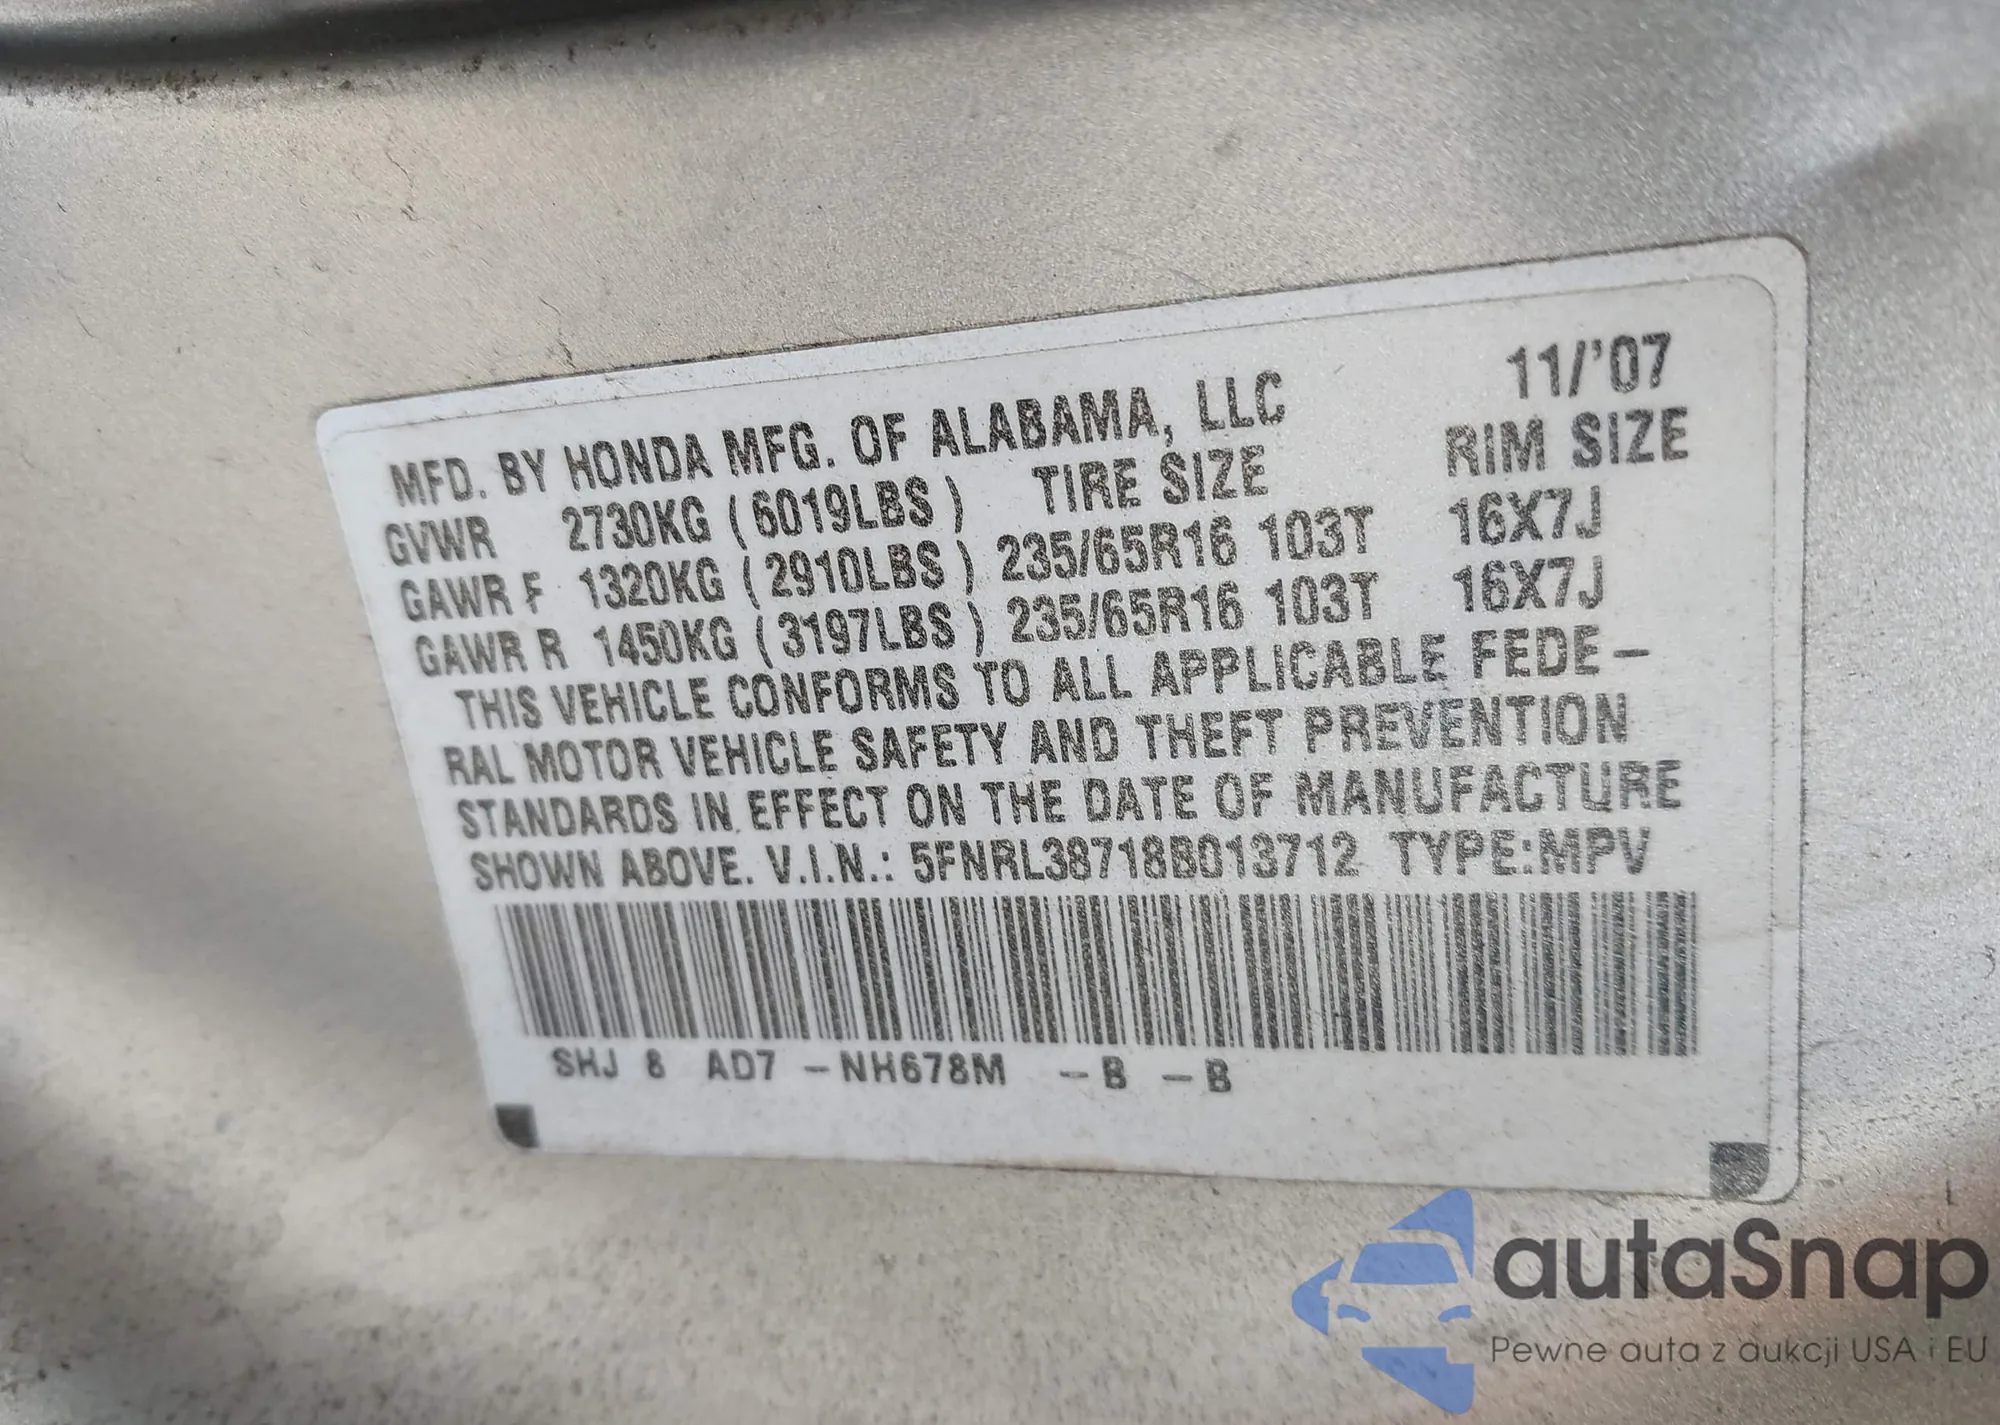 11/'07
MFD. BY HONDA MFG. OF ALABAMA, LLC
TIRE SIZE RIM SIZE
GVWR 2730KG (6019LBS)
GAWR F 1320KG (2910LBS) 235/65R16 103T 16X7J
GAWR R 1450KG (3197LBS) 235/65R16 103T 16X7J
THIS VEHICLE CONFORMS TO ALL APPLICABLE FEDE-
RAL MOTOR VEHICLE SAFETY AND THEFT PREVENTION
STANDARDS IN EFFECT ON THE DATE OF MANUFACTURE
SHOWN ABOVE. V.I.N.: 5FNRL38718B013712 TYPE:MPV
SHJ 8 AD7 -NH678M -B -B
autaSnap
Pewne auta z aukcji USA i EU